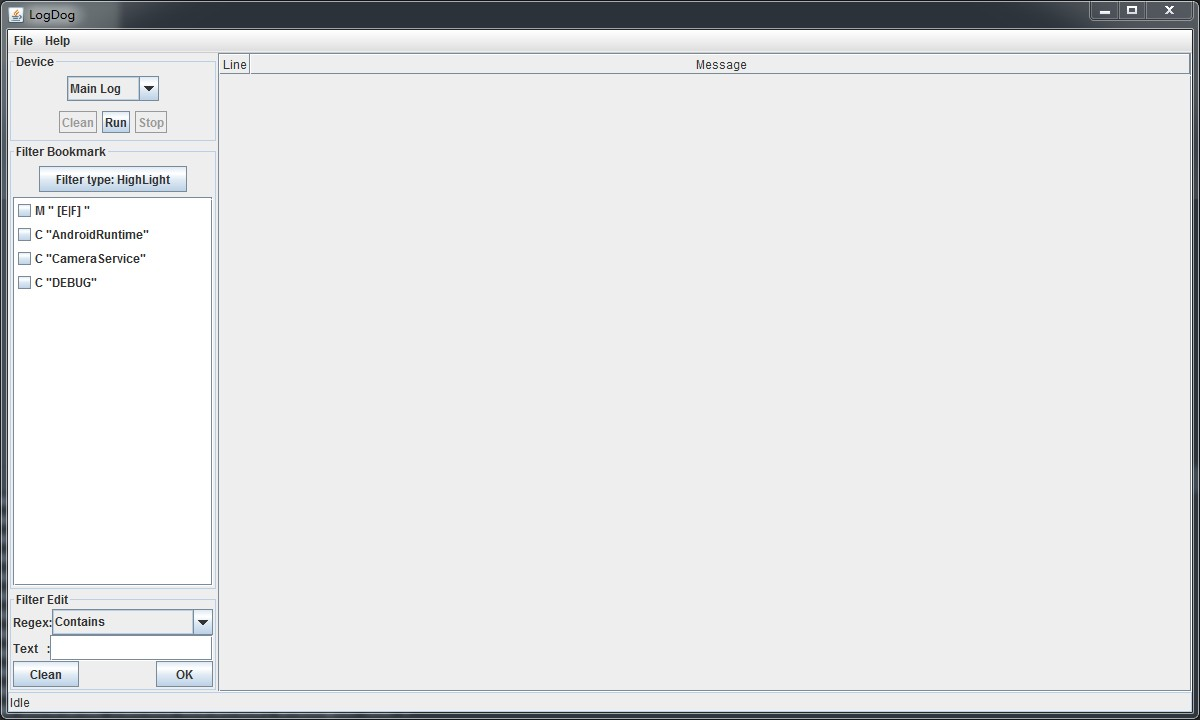 LogDog
File Help
Device
Line Message
Main Log
Clean Run Stop
Filter Bookmark
Filter type: HighLight
M " [E|F] "
C "AndroidRuntime"
C "CameraService"
C "DEBUG"
Filter Edit
Regex: Contains
Text :
Clean OK
Idle